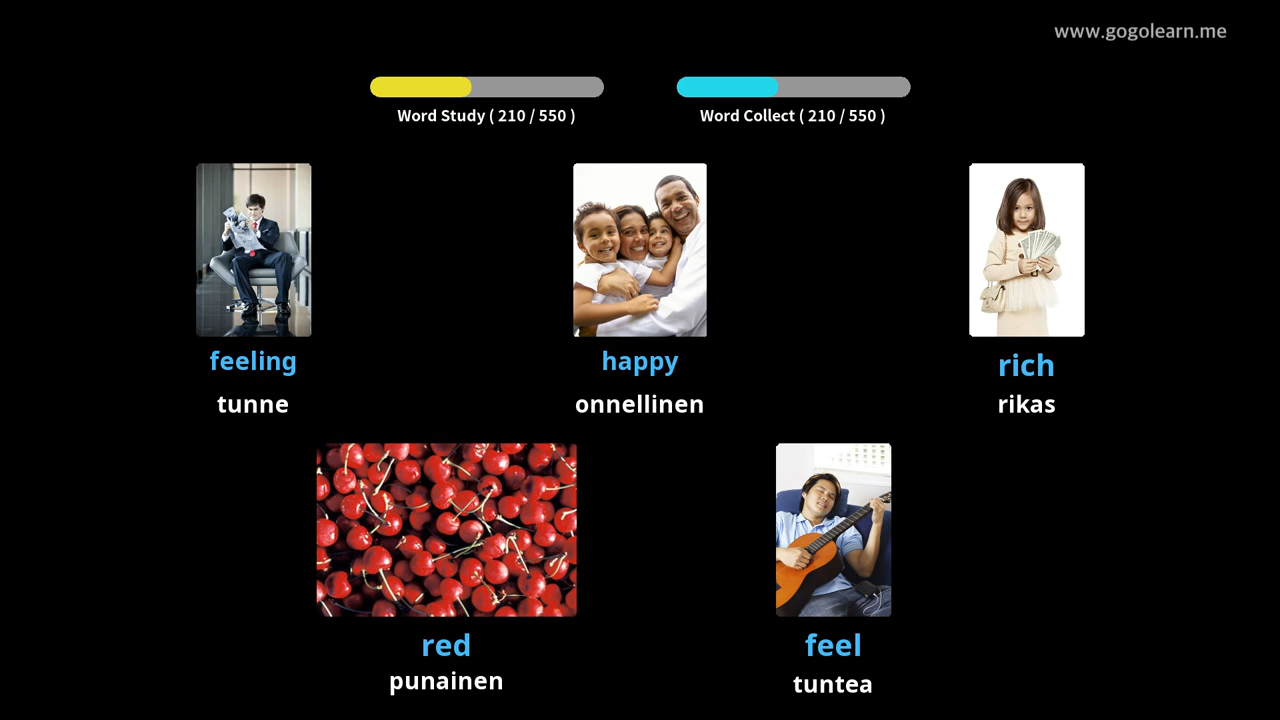 www.gogolearn.me
Word Study ( 210 / 550 )
Word Collect ( 210 / 550 )
feeling
happy
rich
tunne
onnellinen
rikas
red
feel
punainen
tuntea